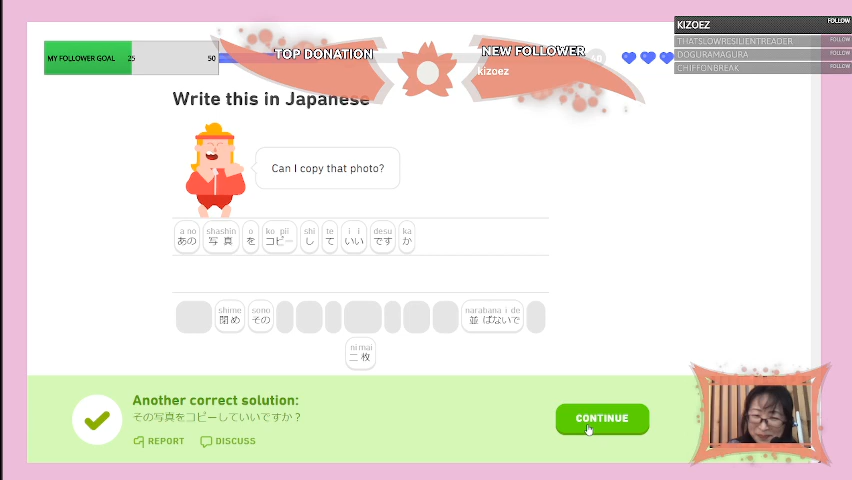 KIZOEZ FOLLOW
THATSLOWRESILIENTREADER FOLLOW
DOGURAMAGURA FOLLOW
CHIFFONBREAK FOLLOW
MY FOLLOWER GOAL 25 50
TOP DONATION
NEW FOLLOWER
kizoez
Write this in Japanese
Can I copy that photo?
a no shashin o ko pii shi te i i desu ka
あの 写真 を コピー し て いい です か
shime sono narabana i de
閉め その 並ばないで
ni mai
二枚
Another correct solution:
その写真をコピーしていいですか？
CONTINUE
REPORT DISCUSS